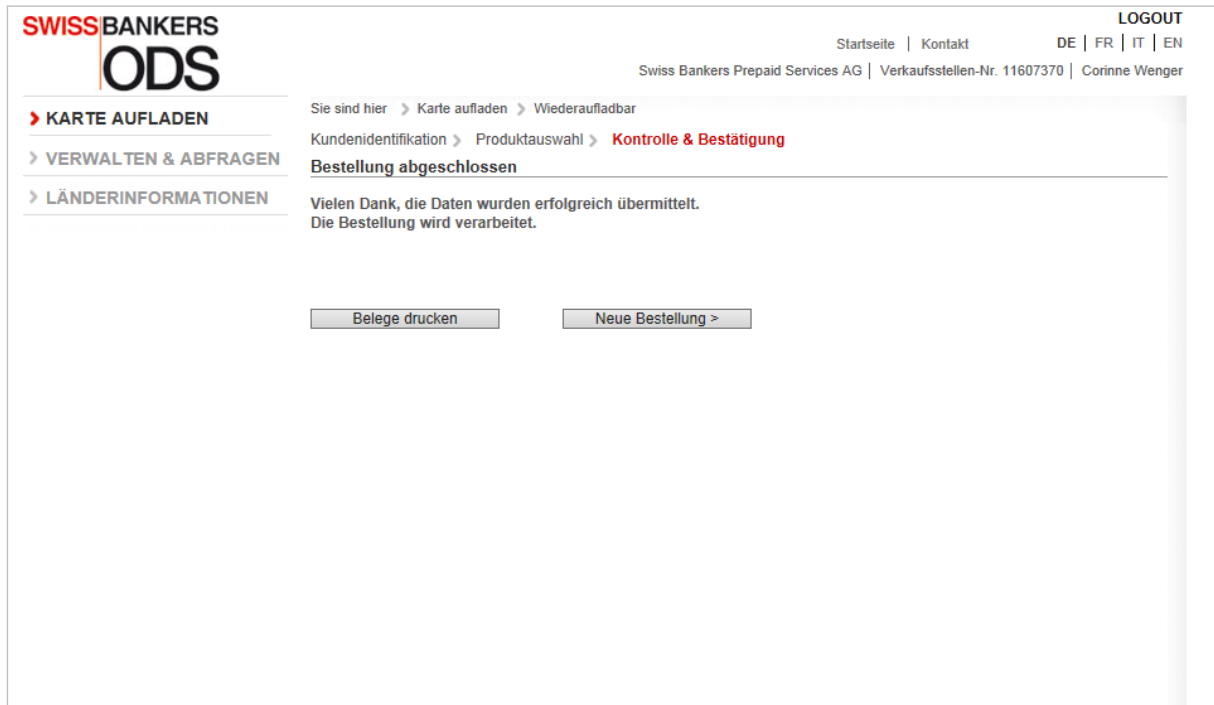 SWISS BANKERS
ODS
LOGOUT
Startseite | Kontakt DE | FR | IT | EN
Swiss Bankers Prepaid Services AG | Verkaufsstellen-Nr. 11607370 | Corinne Wenger
KARTE AUFLADEN
VERWALTEN & ABFRAGEN
LÄNDERINFORMATIONEN
Sie sind hier > Karte aufladen > Wiederaufladbar
Kundenidentifikation > Produktauswahl > Kontrolle & Bestätigung
Bestellung abgeschlossen
Vielen Dank, die Daten wurden erfolgreich übermittelt.
Die Bestellung wird verarbeitet.
Belege drucken
Neue Bestellung >